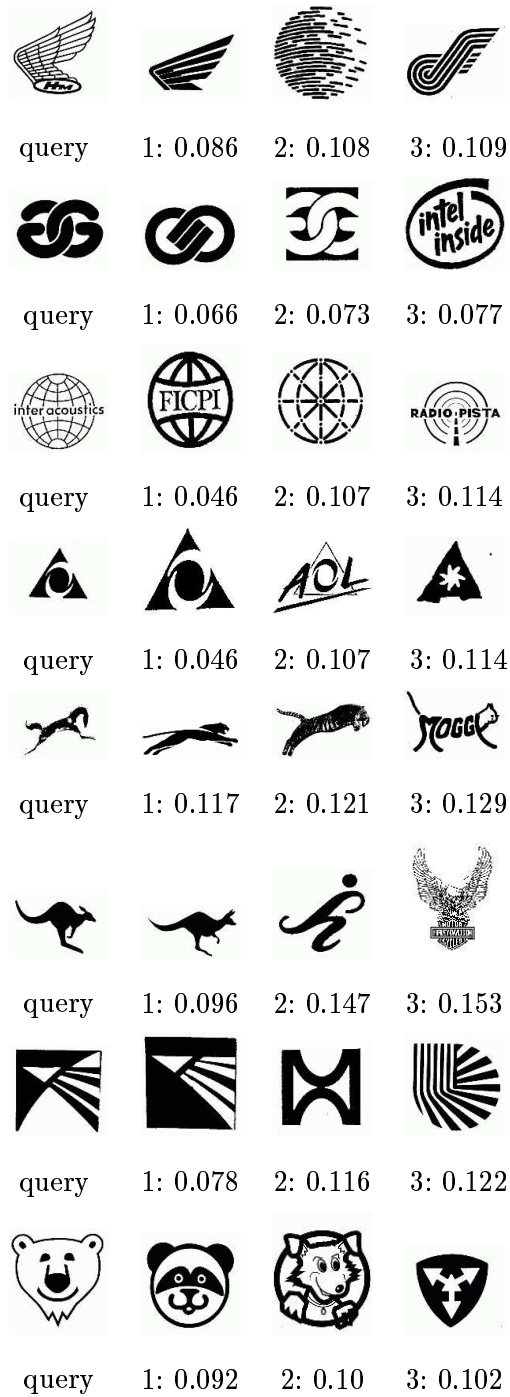 HM
query 1: 0.086 2: 0.108 3: 0.109
intel
inside
query 1: 0.066 2: 0.073 3: 0.077
inter acoustics FICPI RADIO PISTA
query 1: 0.046 2: 0.107 3: 0.114
AOL A
query 1: 0.046 2: 0.107 3: 0.114
MOGGY
query 1: 0.117 2: 0.121 3: 0.129
HARLEY-DAVIDSON
query 1: 0.096 2: 0.147 3: 0.153
query 1: 0.078 2: 0.116 3: 0.122
query 1: 0.092 2: 0.10 3: 0.102